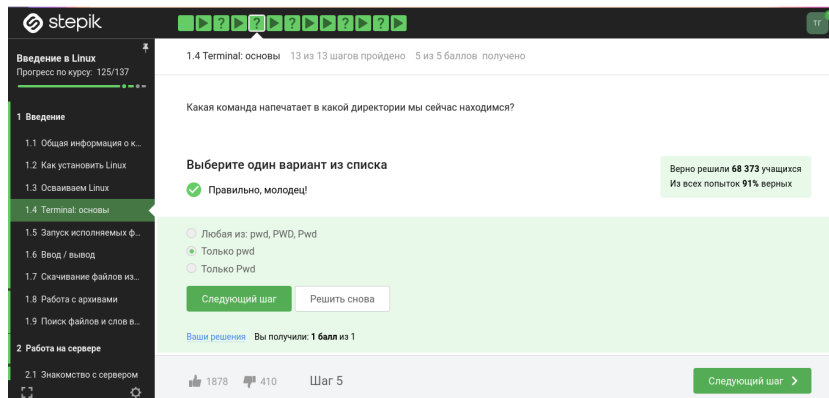 stepik
тг
Введение в Linux
Прогресс по курсу: 125/137
1 Введение
1.1 Общая информация о к...
1.2 Как установить Linux
1.3 Осваиваем Linux
1.4 Terminal: основы
1.5 Запуск исполняемых ф...
1.6 Ввод / вывод
1.7 Скачивание файлов из...
1.8 Работа с архивами
1.9 Поиск файлов и слов в...
2 Работа на сервере
2.1 Знакомство с сервером
1.4 Terminal: основы 13 из 13 шагов пройдено 5 из 5 баллов получено
Какая команда напечатает в какой директории мы сейчас находимся?
Выберите один вариант из списка
Правильно, молодец!
Верно решили 68 373 учащихся
Из всех попыток 91% верных
Любая из: pwd, PWD, Pwd
Только pwd
Только Pwd
Следующий шаг Решить снова
Ваши решения Вы получили: 1 балл из 1
1878 410 Шаг 5 Следующий шаг